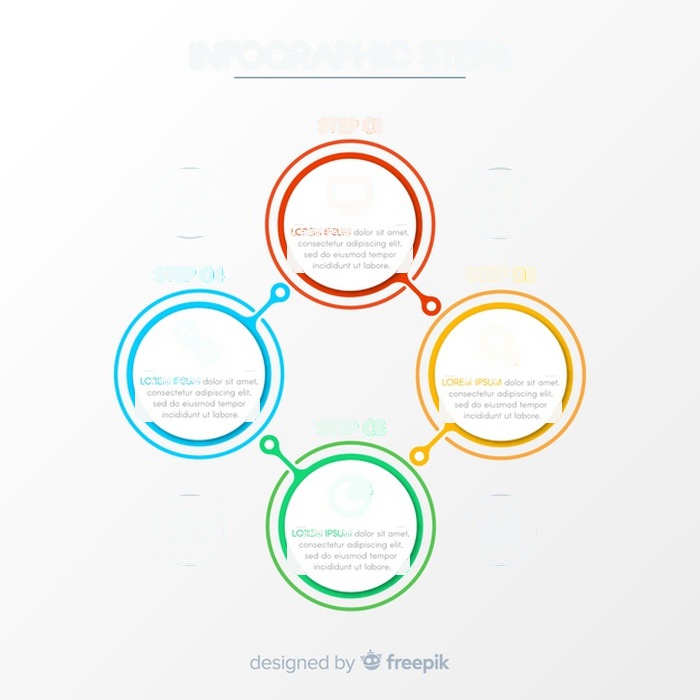 INFOGRAPHIC STEPS
STEP 01
LOREM IPSUM dolor sit amet,
consectetur adipiscing elit,
sed do eiusmod tempor
incididunt ut labore.
STEP 04
LOREM IPSUM dolor sit amet,
consectetur adipiscing elit,
sed do eiusmod tempor
incididunt ut labore.
STEP
LOREM IPSUM dolor sit amet,
consectetur adipiscing elit,
sed do eiusmod tempor
incididunt ut labore.
STEP
LOREM IPSUM dolor sit amet,
consectetur adipiscing elit,
sed do eiusmod tempor
incididunt ut labore.
designed by freepik